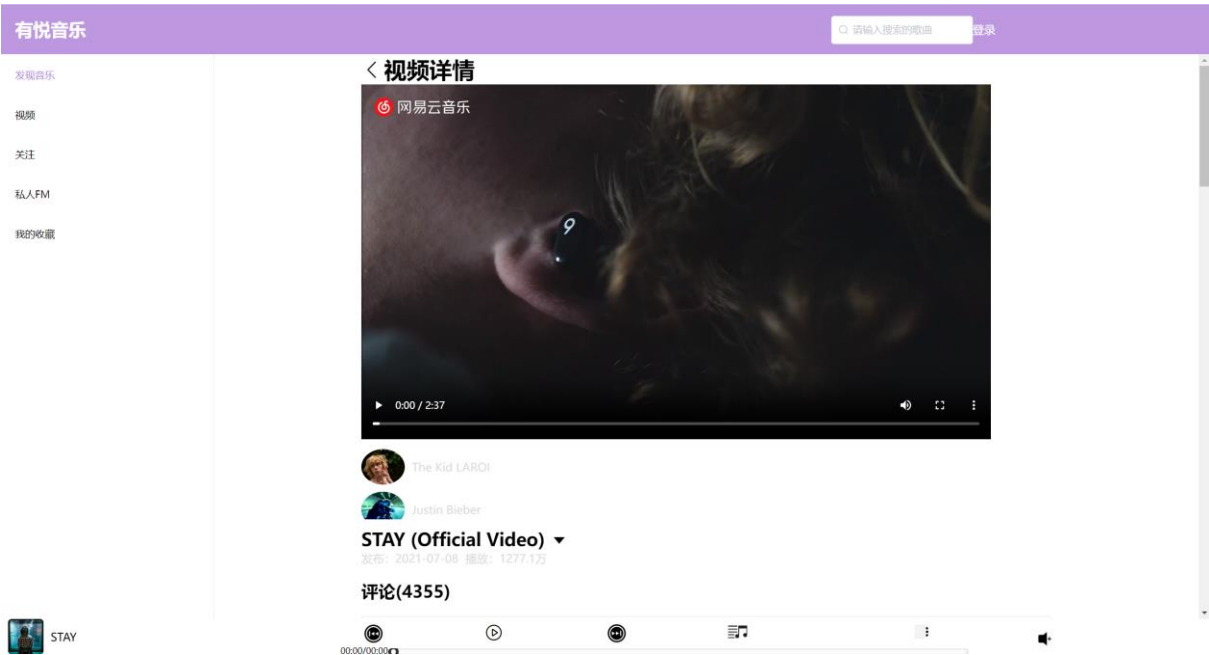 有悦音乐
请输入搜索的歌曲 登录
发现音乐
视频
关注
私人FM
我的收藏
视频详情
网易云音乐
9
0:00 / 2:37
The Kid LAROI
Justin Bieber
STAY (Official Video)
发布：2021-07-08 播放：1277.1万
评论(4355)
STAY
00:00/00:00